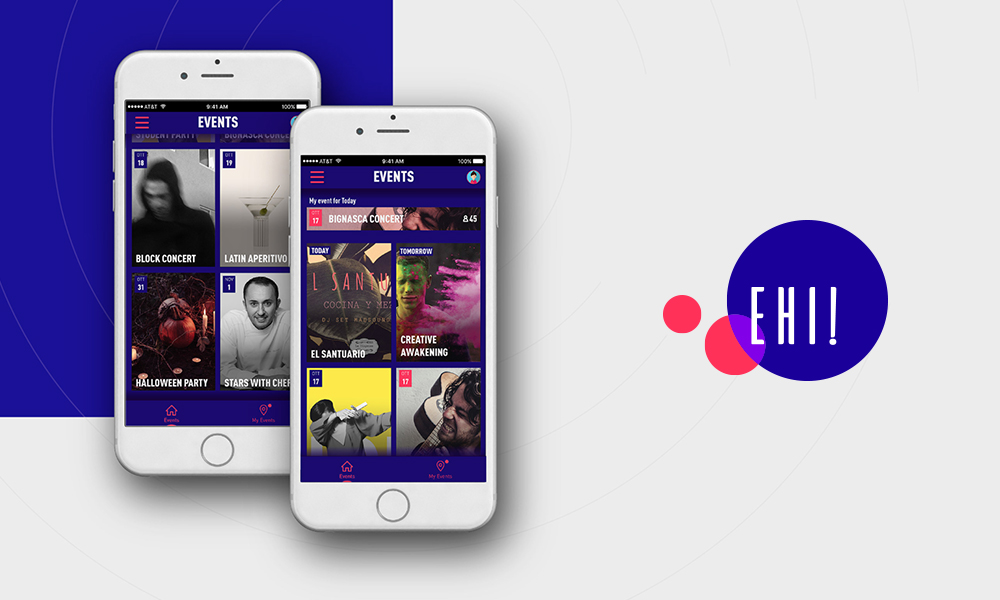 ●●●●● AT&T
9:41 AM
100%
EVENTS
STUDENT PARTY
BIGNASCA CONCE
OTT
18
OTT
19
BLOCK CONCERT
LATIN APERITIVO
OTT
31
NOV
1
HALLOWEEN PARTY
STARS WITH CHEF
Events
My Events
●●●●● AT&T
9:41 AM
100%
EVENTS
My event for Today
OTT
17
BIGNASCA CONCERT
45
TODAY
TOMORROW
L SANTU
COCINA Y MEZ
EL SANTUARIO
CREATIVE
AWAKENING
OTT
17
OTT
17
Events
My Events
EHI!